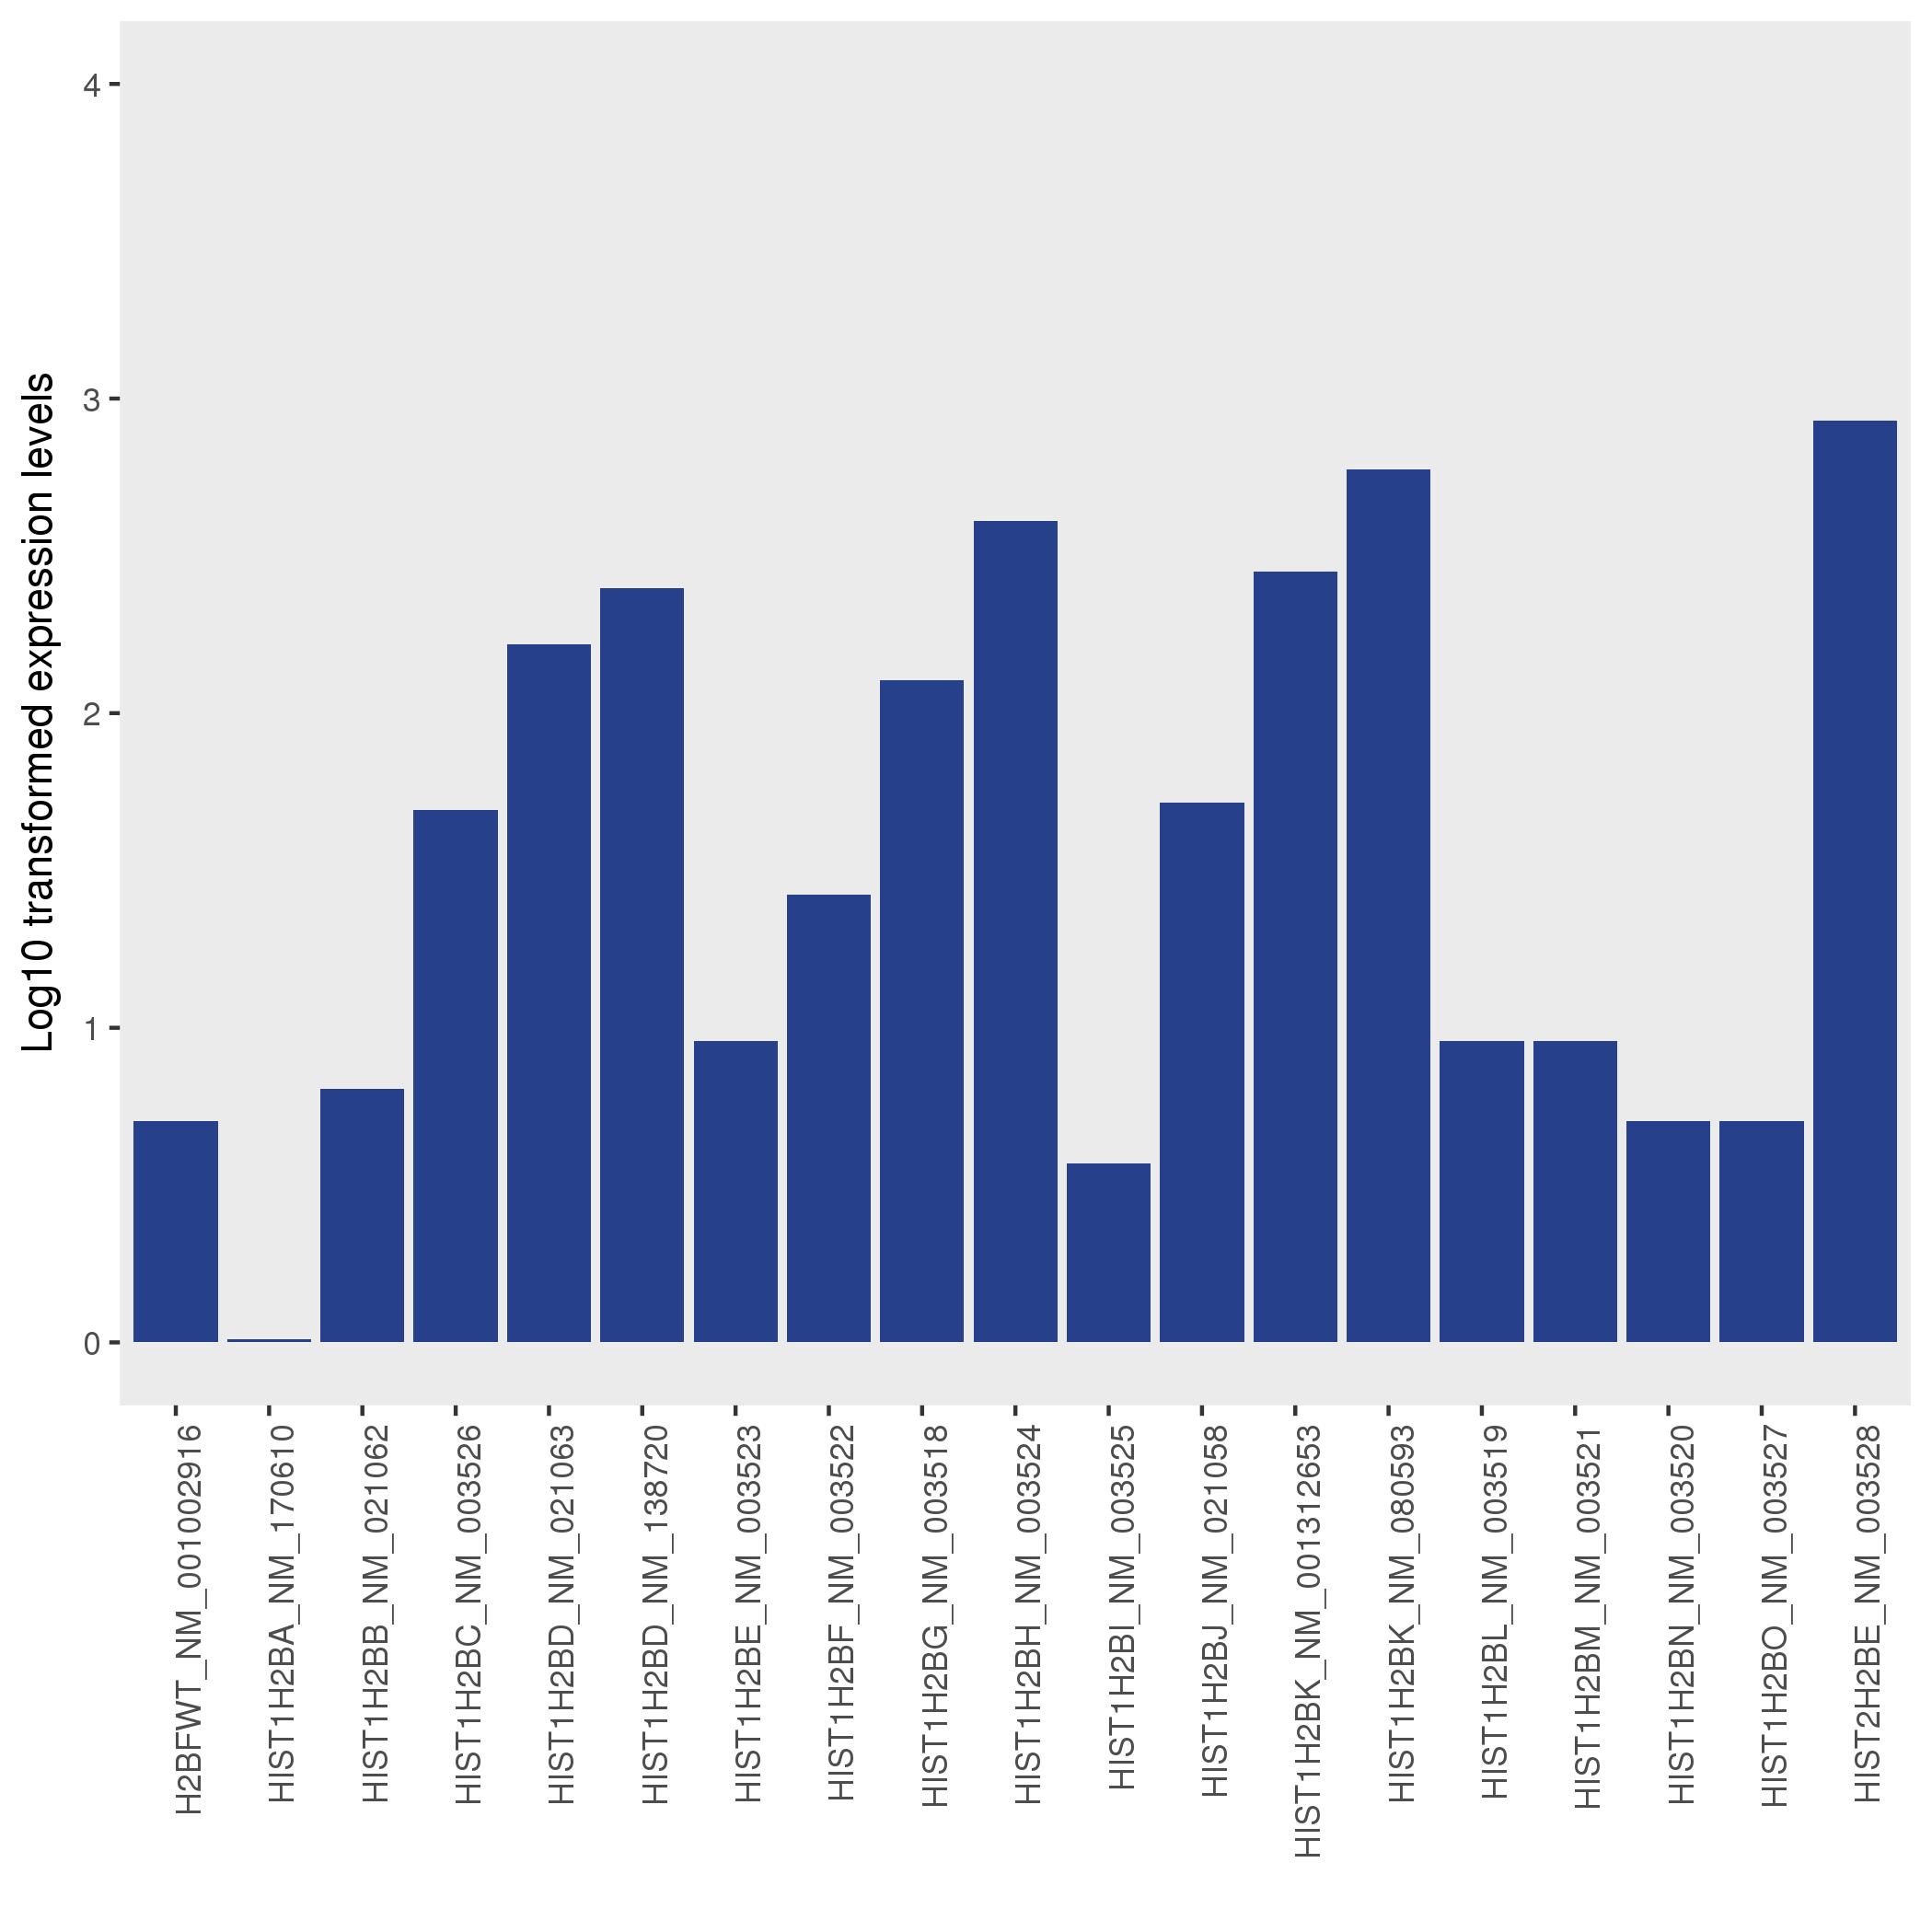 Log10 transformed expression levels
4
3
2
1
0
H2BFWT_NM_001002916
HIST1H2BA_NM_170610
HIST1H2BB_NM_021062
HIST1H2BC_NM_003526
HIST1H2BD_NM_021063
HIST1H2BD_NM_138720
HIST1H2BE_NM_003523
HIST1H2BF_NM_003522
HIST1H2BG_NM_003518
HIST1H2BH_NM_003524
HIST1H2BI_NM_003525
HIST1H2BJ_NM_021058
HIST1H2BK_NM_001312653
HIST1H2BK_NM_080593
HIST1H2BL_NM_003519
HIST1H2BM_NM_003521
HIST1H2BN_NM_003520
HIST1H2BO_NM_003527
HIST2H2BE_NM_003528